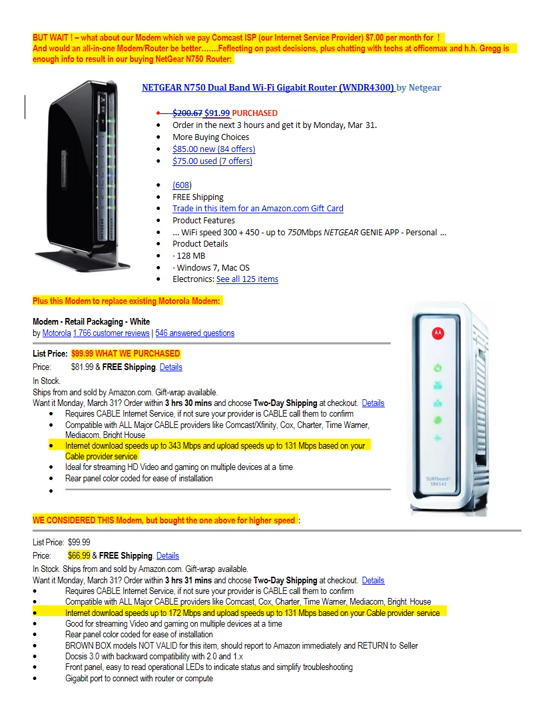 BUT WAIT ! – what about our Modem which we pay Comcast ISP (our Internet Service Provider) $7.00 per month for !
And would an all-in-one Modem/Router be better…….Feflecting on past decisions, plus chatting with techs at officemax and h.h. Gregg is
enough info to result in our buying NetGear N750 Router:
NETGEAR N750 Dual Band Wi-Fi Gigabit Router (WNDR4300) by Netgear
• $200.67 $91.99 PURCHASED
• Order in the next 3 hours and get it by Monday, Mar 31.
• More Buying Choices
• $85.00 new (84 offers)
• $75.00 used (7 offers)
• (608)
• FREE Shipping
• Trade in this item for an Amazon.com Gift Card
• Product Features
• ... WiFi speed 300 + 450 - up to 750Mbps NETGEAR GENIE APP - Personal ...
• Product Details
• · 128 MB
• · Windows 7, Mac OS
• Electronics: See all 125 items
Plus this Modem to replace existing Motorola Modem:
Modem - Retail Packaging - White
by Motorola 1,766 customer reviews | 546 answered questions
List Price: $99.99 WHAT WE PURCHASED
Price: $81.99 & FREE Shipping. Details
In Stock.
Ships from and sold by Amazon.com. Gift-wrap available.
Want it Monday, March 31? Order within 3 hrs 30 mins and choose Two-Day Shipping at checkout. Details
• Requires CABLE Internet Service, if not sure your provider is CABLE call them to confirm
• Compatible with ALL Major CABLE providers like Comcast/Xfinity, Cox, Charter, Time Warner,
Mediacom, Bright House
• Internet download speeds up to 343 Mbps and upload speeds up to 131 Mbps based on your
Cable provider service
• Ideal for streaming HD Video and gaming on multiple devices at a time
• Rear panel color coded for ease of installation
•
SURFboard
SB6141
WE CONSIDERED THIS Modem, but bought the one above for higher speed :
List Price: $99.99
Price: $66.99 & FREE Shipping. Details
In Stock. Ships from and sold by Amazon.com. Gift-wrap available.
Want it Monday, March 31? Order within 3 hrs 31 mins and choose Two-Day Shipping at checkout. Details
• Requires CABLE Internet Service, if not sure your provider is CABLE call them to confirm
• Compatible with ALL Major CABLE providers like Comcast, Cox, Charter, Time Warner, Mediacom, Bright House
• Internet download speeds up to 172 Mbps and upload speeds up to 131 Mbps based on your Cable provider service
• Good for streaming Video and gaming on multiple devices at a time
• Rear panel color coded for ease of installation
• BROWN BOX models NOT VALID for this item, should report to Amazon immediately and RETURN to Seller
• Docsis 3.0 with backward compatibility with 2.0 and 1.x
• Front panel, easy to read operational LEDs to indicate status and simplify troubleshooting
• Gigabit port to connect with router or compute